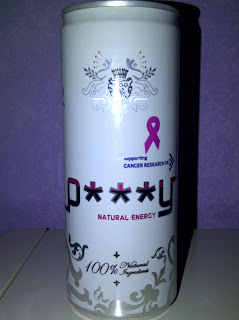 supporting
CANCER RESEARCH UK
p***y
NATURAL ENERGY
100% Natural
Ingredients